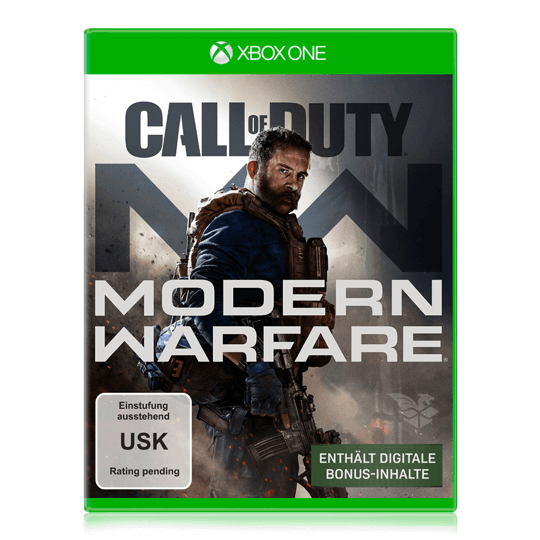 XBOX ONE
CALL OF DUTY
MODERN
WARFARE
Einstufung
ausstehend
USK
Rating pending
ENTHÄLT DIGITALE
BONUS-INHALTE